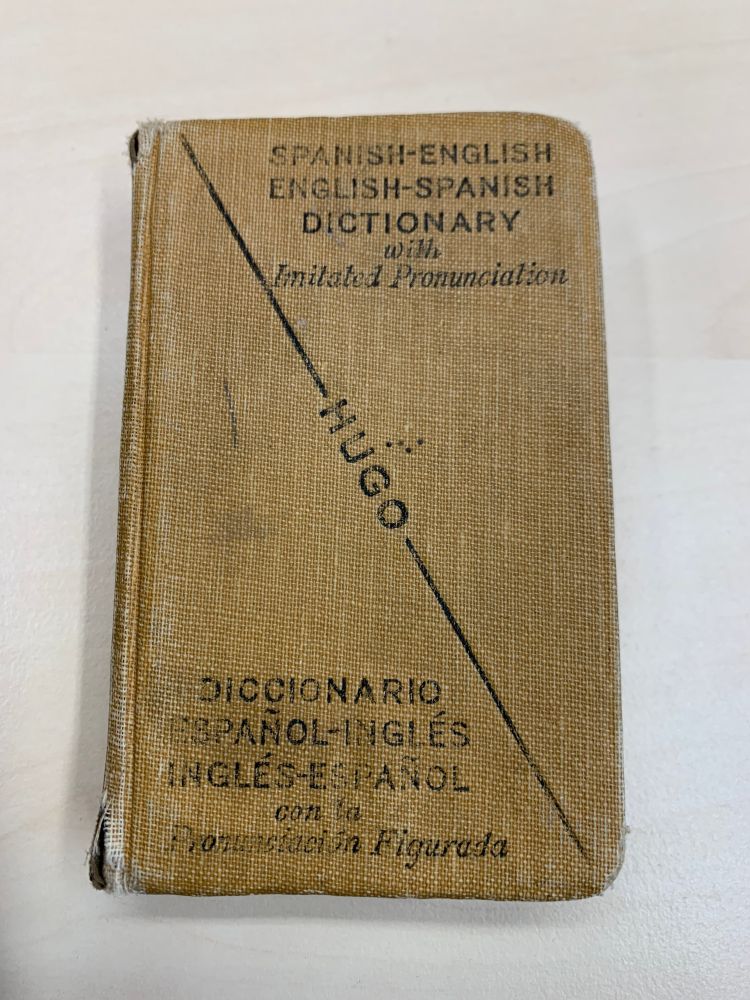 SPANISH-ENGLISH
ENGLISH-SPANISH
DICTIONARY
with
Imitated Pronunciation
HUGO
DICCIONARIO
ESPAÑOL-INGLÉS
INGLÉS-ESPAÑOL
con la
Pronunciación Figurada